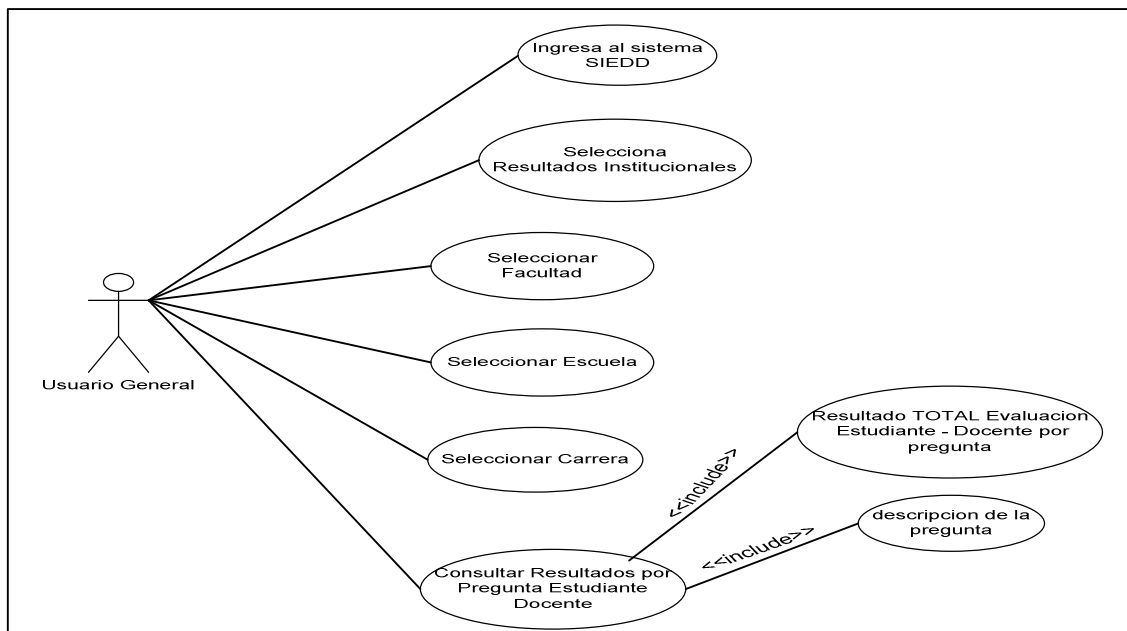 Ingresa al sistema
SIEDD
Selecciona
Resultados Institucionales
Seleccionar
Facultad
Seleccionar Escuela
Usuario General
Seleccionar Carrera
Resultado TOTAL Evaluacion
Estudiante - Docente por
pregunta
<<include>>
descripcion de la
pregunta
<<include>>
Consultar Resultados por
Pregunta Estudiante
Docente